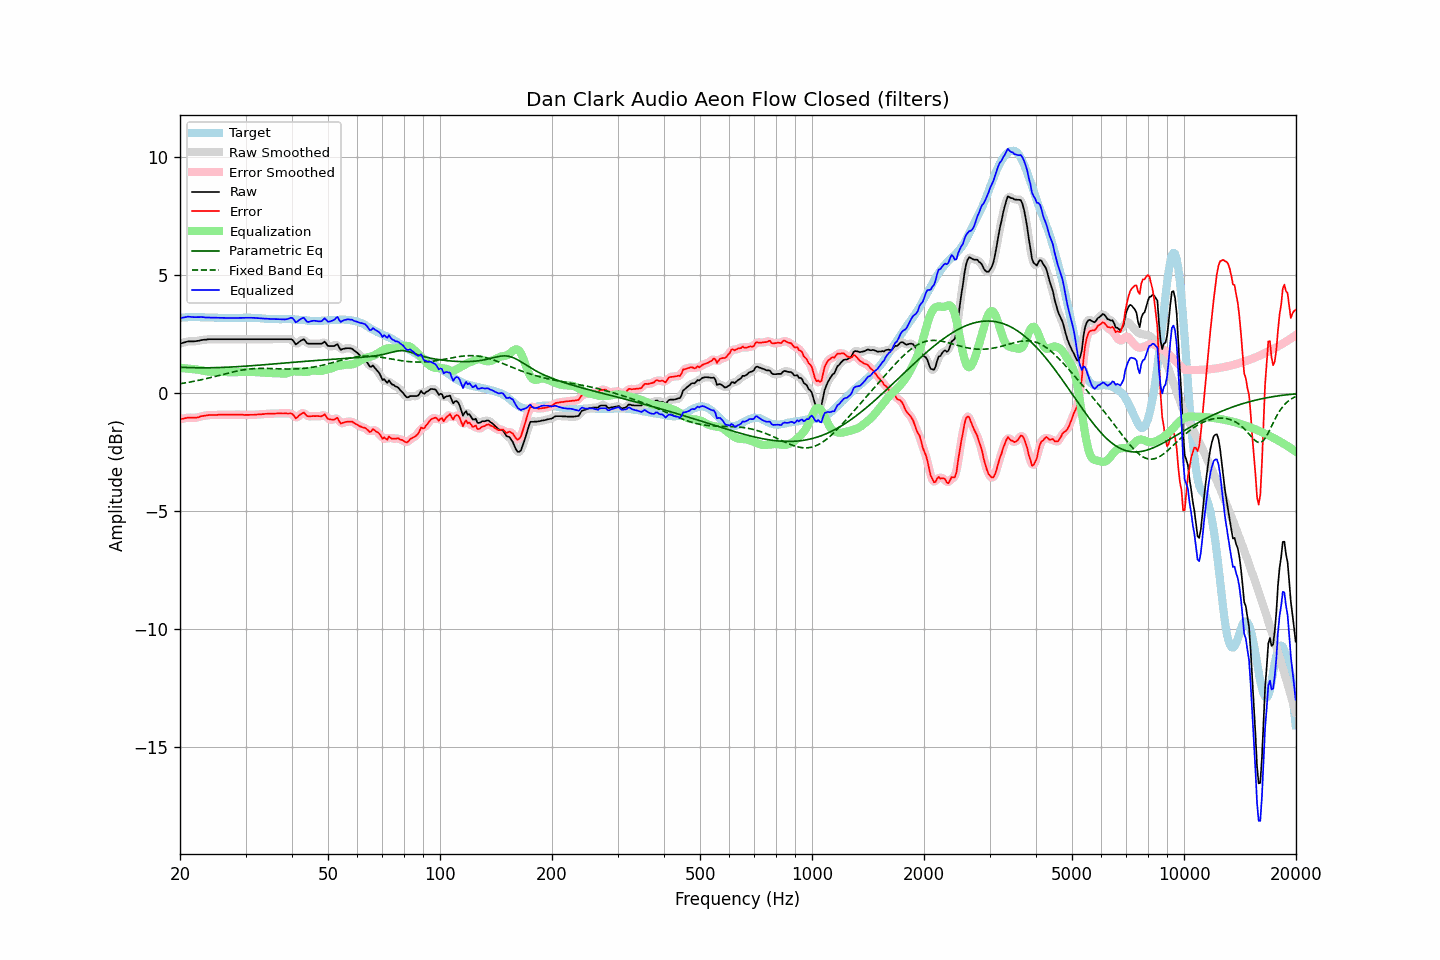 Dan Clark Audio Aeon Flow Closed (filters)
Target
Raw Smoothed
Error Smoothed
Raw
Error
Equalization
Parametric Eq
Fixed Band Eq
Equalized
10
5
0
−5
−10
−15
Amplitude (dBr)
20 50 100 200 500 1000 2000 5000 10000 20000
Frequency (Hz)